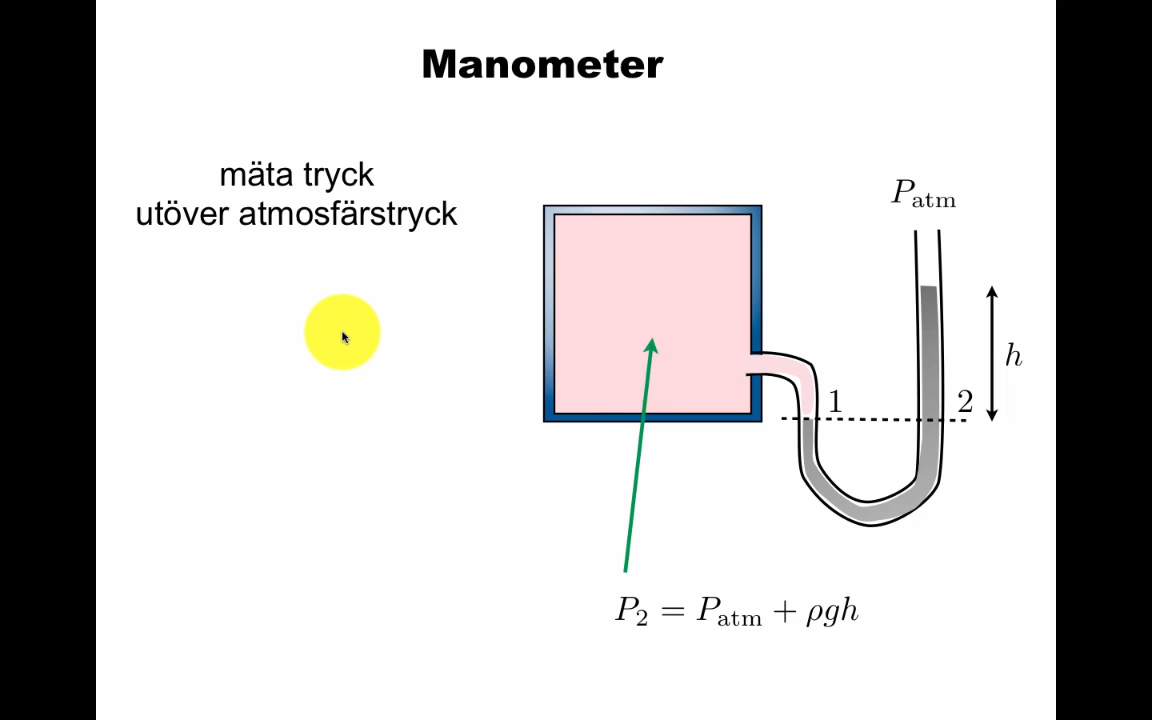 Manometer
mäta tryck
utöver atmosfärstryck
P_atm
h
1
2
P_2 = P_atm + ρgh